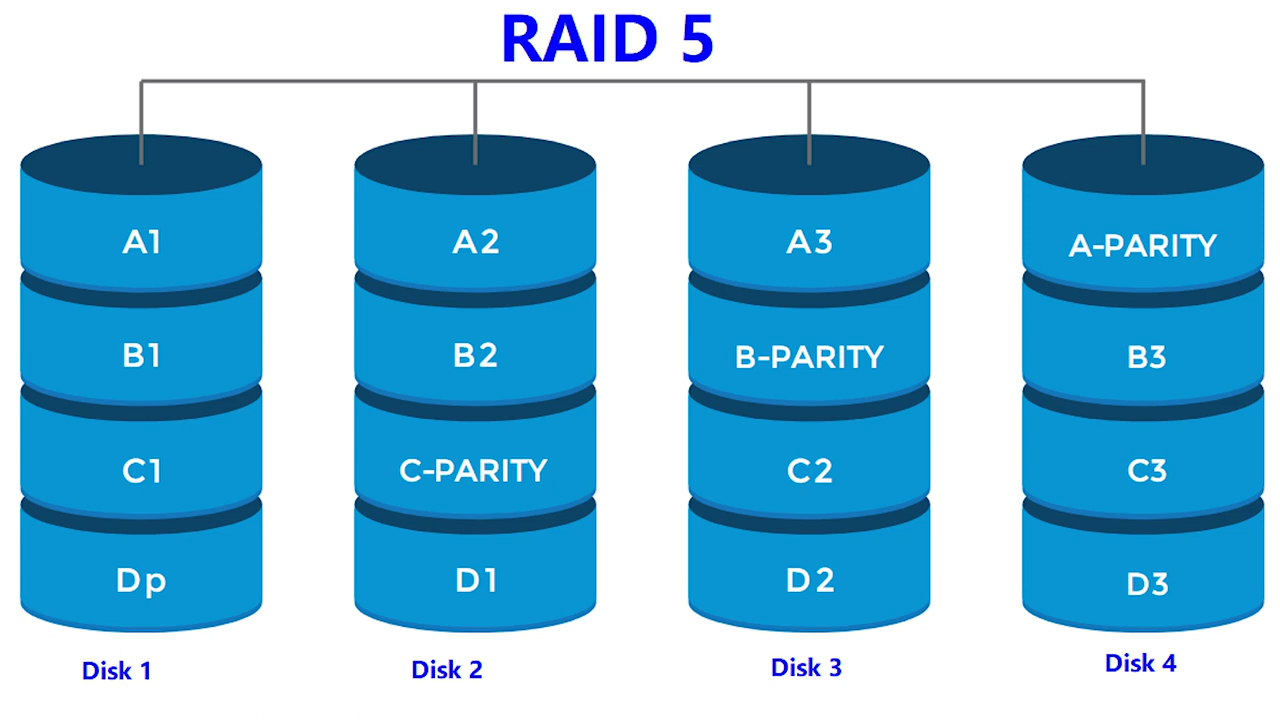 RAID 5
A1 A2 A3 A-PARITY
B1 B2 B-PARITY B3
C1 C-PARITY C2 C3
Dp D1 D2 D3
Disk 1 Disk 2 Disk 3 Disk 4